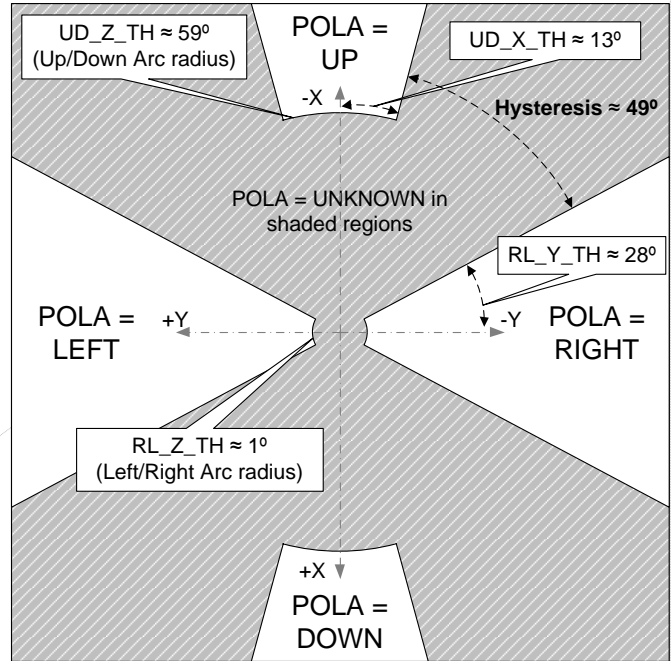 UD_Z_TH ≈ 59º
(Up/Down Arc radius)
POLA =
UP
UD_X_TH ≈ 13º
-X
Hysteresis ≈ 49º
POLA = UNKNOWN in
shaded regions
RL_Y_TH ≈ 28º
POLA =
LEFT
+Y
-Y
POLA =
RIGHT
RL_Z_TH ≈ 1º
(Left/Right Arc radius)
+X
POLA =
DOWN